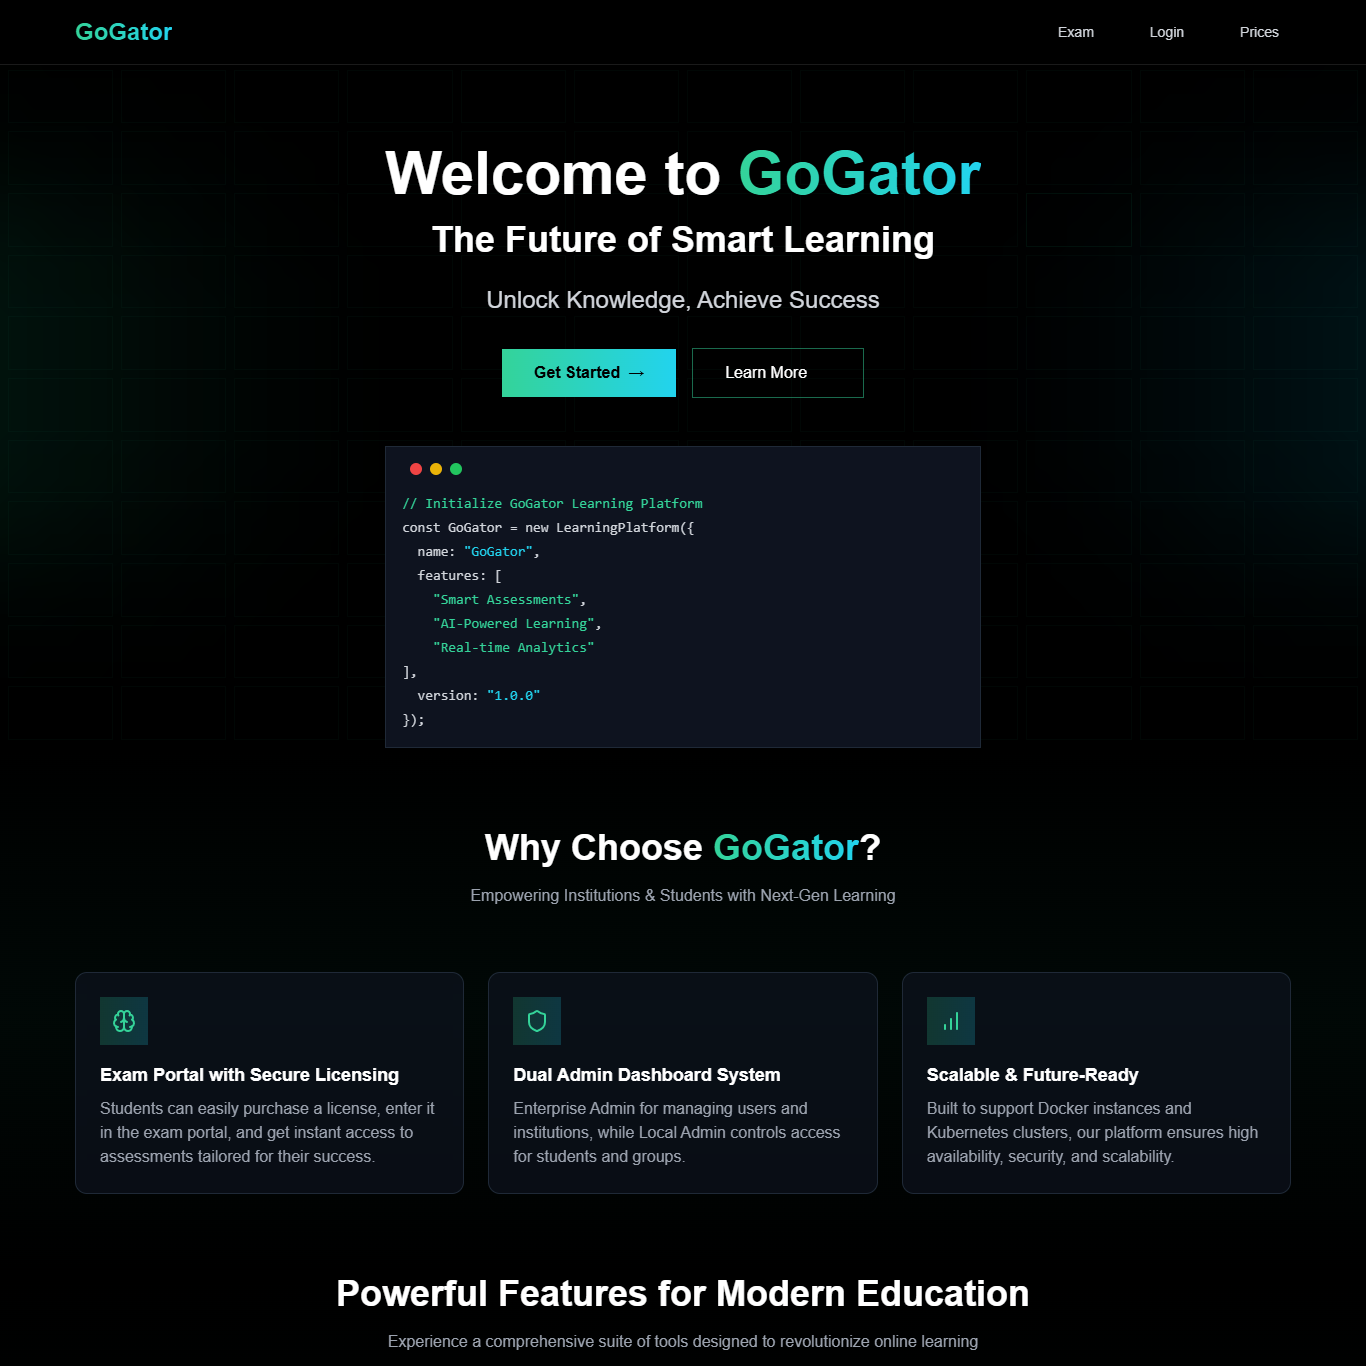 GoGator
Exam
Login
Prices
Welcome to GoGator
The Future of Smart Learning
Unlock Knowledge, Achieve Success
Get Started →
Learn More
// Initialize GoGator Learning Platform
const GoGator = new LearningPlatform({
  name: "GoGator",
  features: [
    "Smart Assessments",
    "AI-Powered Learning",
    "Real-time Analytics"
],
  version: "1.0.0"
});
Why Choose GoGator?
Empowering Institutions & Students with Next-Gen Learning
Exam Portal with Secure Licensing
Students can easily purchase a license, enter it
in the exam portal, and get instant access to
assessments tailored for their success.
Dual Admin Dashboard System
Enterprise Admin for managing users and
institutions, while Local Admin controls access
for students and groups.
Scalable & Future-Ready
Built to support Docker instances and
Kubernetes clusters, our platform ensures high
availability, security, and scalability.
Powerful Features for Modern Education
Experience a comprehensive suite of tools designed to revolutionize online learning